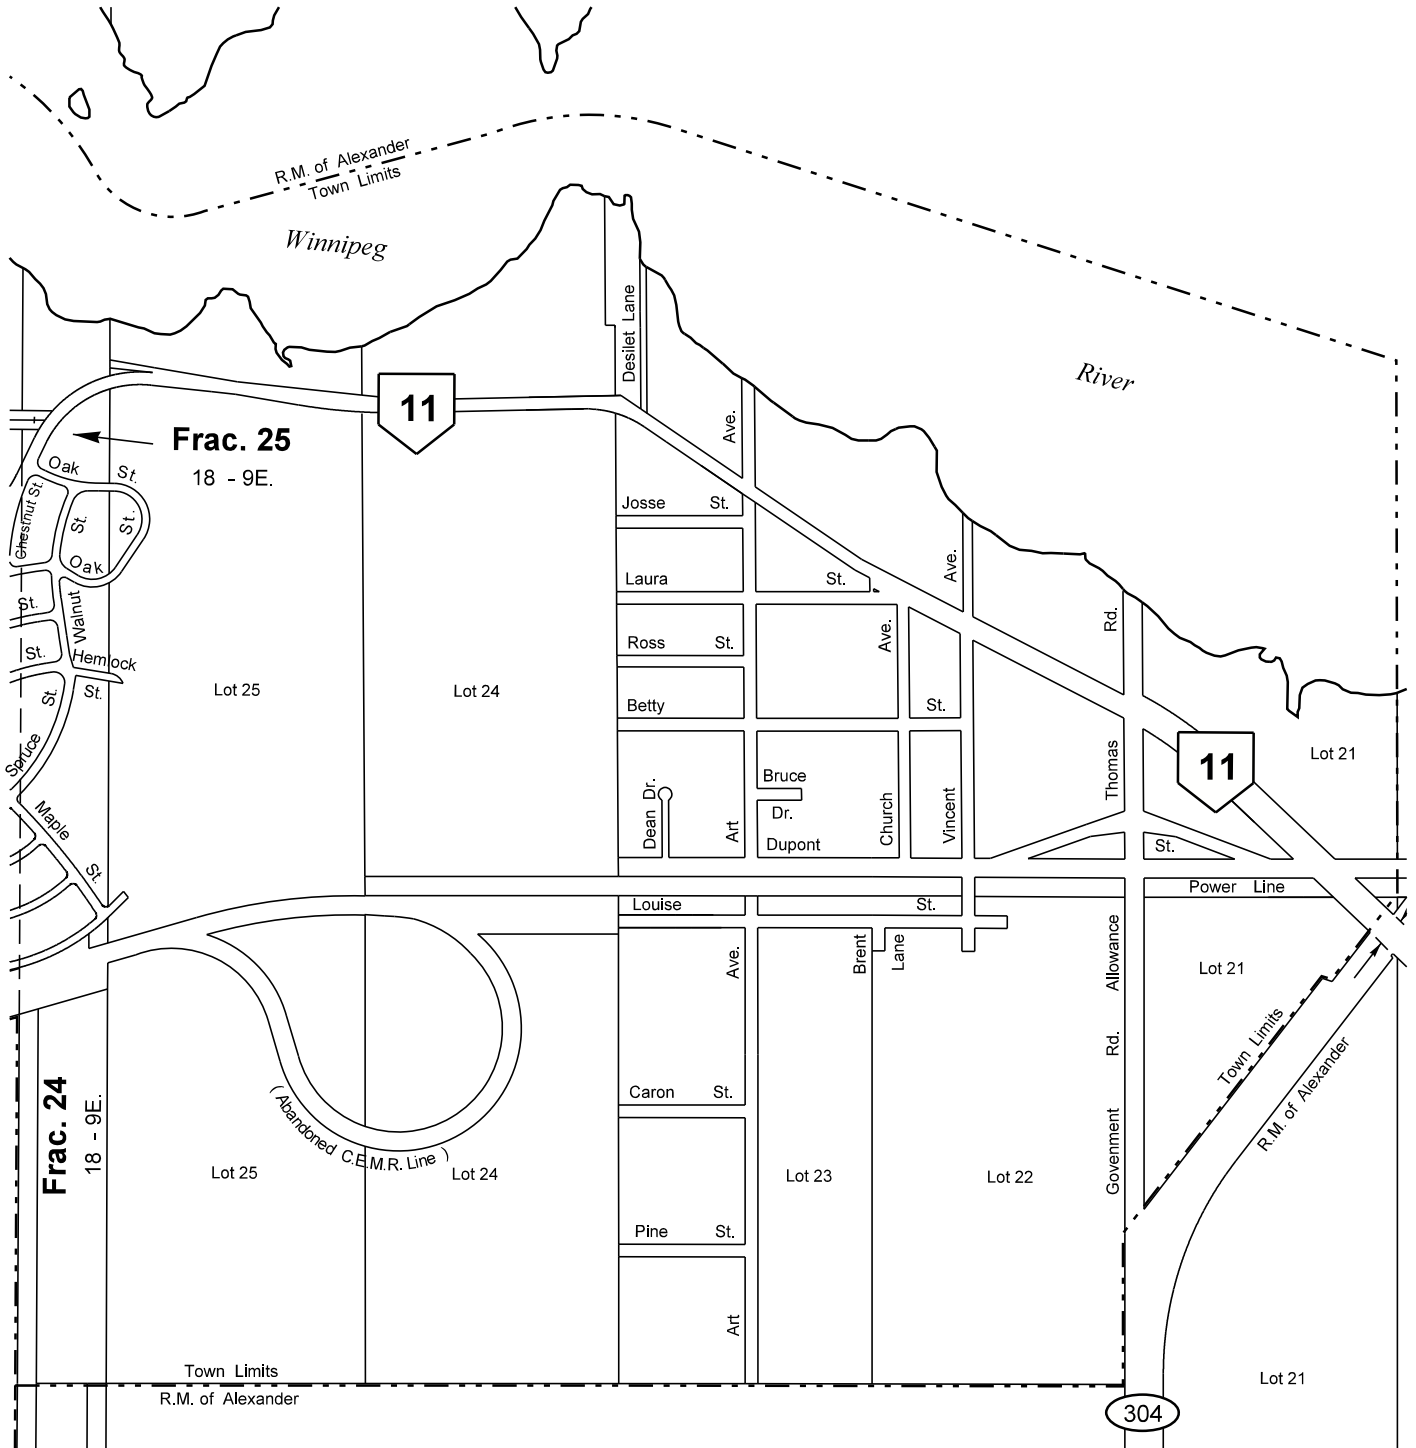 R.M. of Alexander
Town Limits
Winnipeg
River
Desilet Lane
11
Frac. 25
18 - 9E.
Ave.
Oak St.
Chestnut St.
St.
St.
Oak
Josse St.
Ave.
Laura St.
St.
Walnut
Rd.
Ross St.
Ave.
St.
Hemlock
St.
St.
Lot 25
Lot 24
Betty St.
Spruce
Thomas
11
Lot 21
Bruce
Dr.
Dean Dr.
Maple St.
Art
Church
Vincent
Dupont St.
Power Line
Louise St.
Ave.
Brent
Lane
Allowance
Lot 21
Town Limits
R.M. of Alexander
Rd.
Frac. 24
18 - 9E.
Caron St.
( Abandoned C.E.M.R. Line )
Lot 25
Lot 24
Lot 23
Lot 22
Govenment
Pine St.
Art
Town Limits
R.M. of Alexander
Lot 21
304